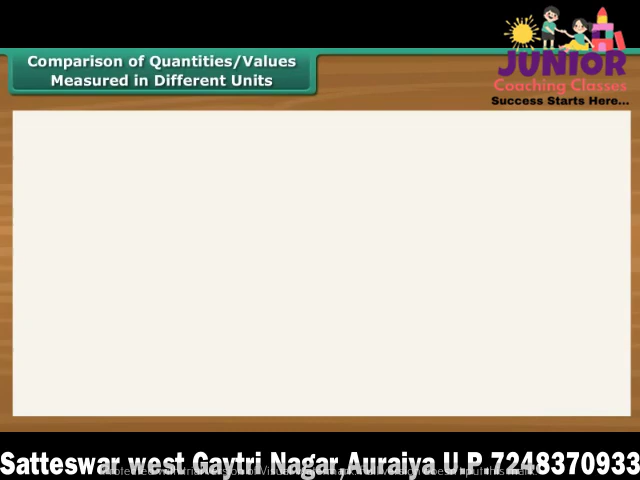 Comparison of Quantities/Values
Measured in Different Units
JUNIOR
Coaching Classes
Success Starts Here...
Satteswar west Gaytri Nagar,Auraiya U.P.7248370933